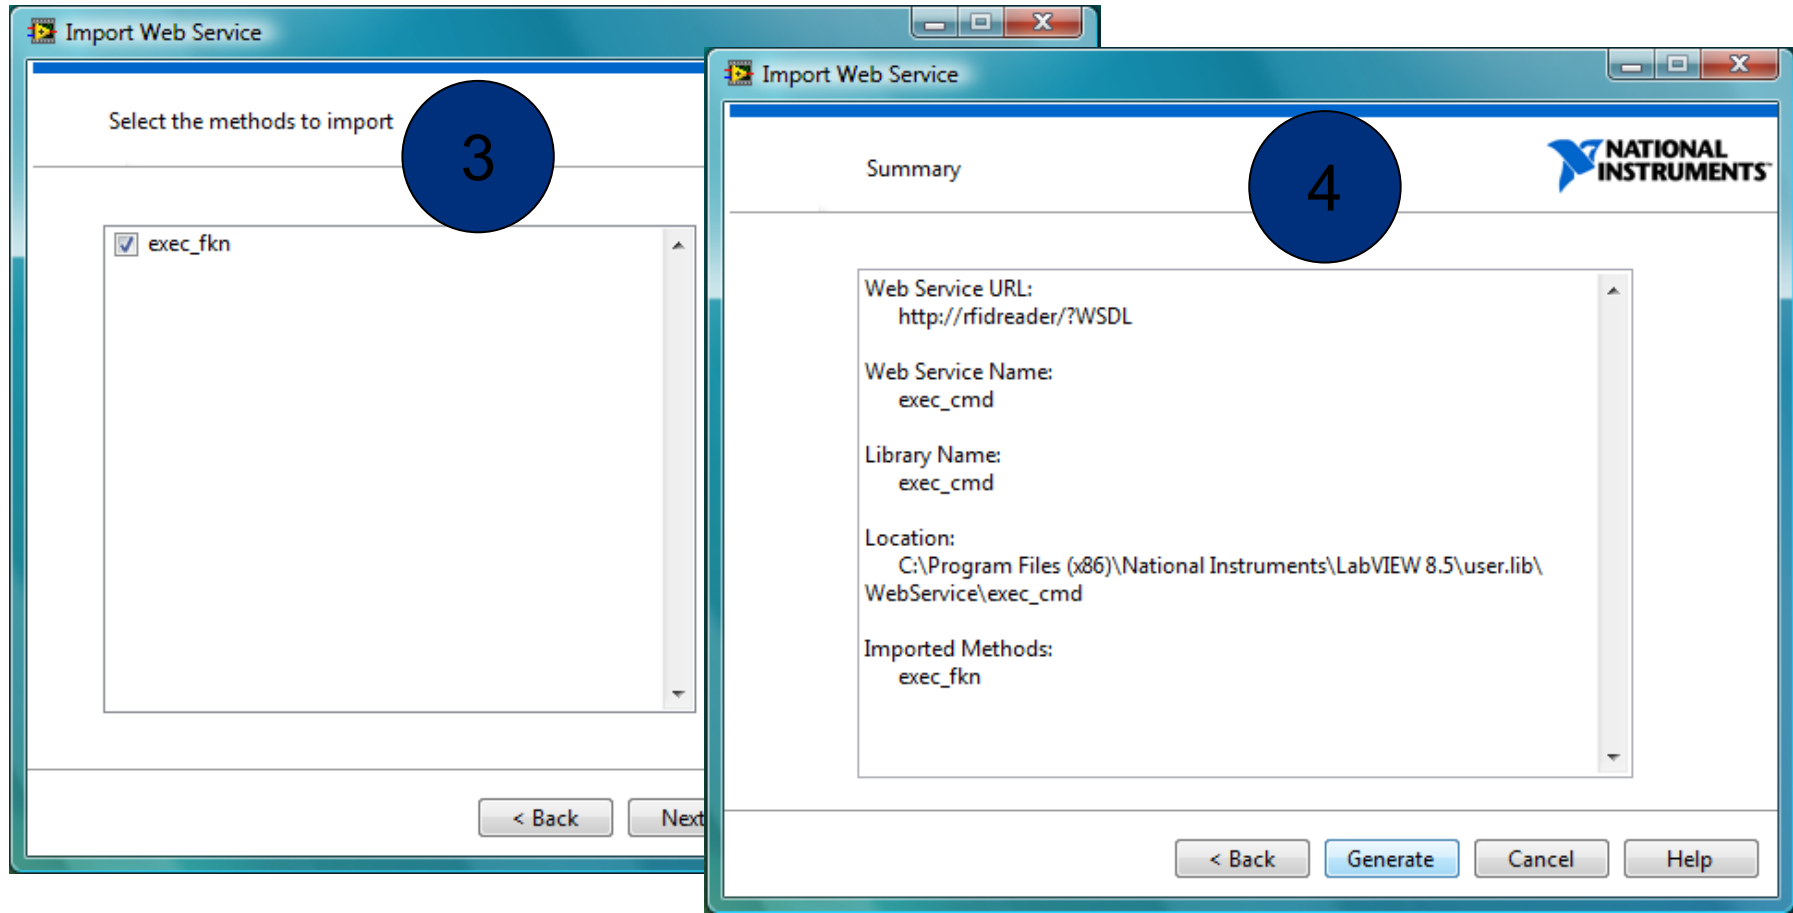 Import Web Service
Select the methods to import
3
exec_fkn
< Back
Next
Import Web Service
Summary
4
NATIONAL
INSTRUMENTS
Web Service URL:
http://rfidreader/?WSDL
Web Service Name:
exec_cmd
Library Name:
exec_cmd
Location:
C:\Program Files (x86)\National Instruments\LabVIEW 8.5\user.lib\
WebService\exec_cmd
Imported Methods:
exec_fkn
< Back
Generate
Cancel
Help